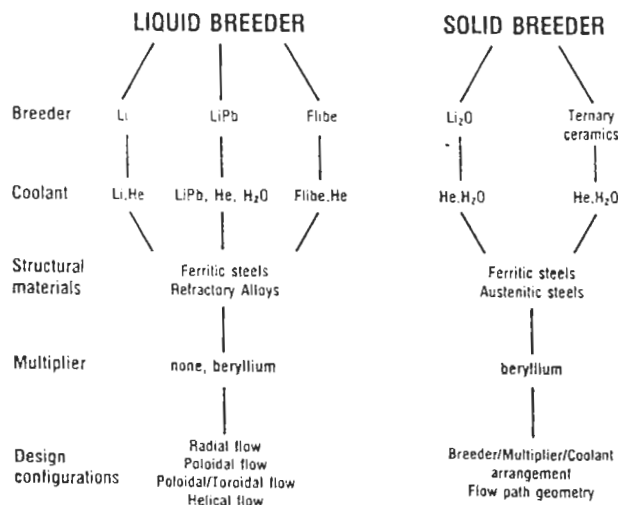 LIQUID BREEDER
SOLID BREEDER
Breeder
Li
LiPb
Flibe
Li₂O
Ternary
ceramics
Coolant
Li,He
LiPb, He, H₂O
Flibe,He
He,H₂O
He,H₂O
Structural
materials
Ferritic steels
Refractory Alloys
Ferritic steels
Austenitic steels
Multiplier
none, beryllium
beryllium
Design
configurations
Radial flow
Poloidal flow
Poloidal/Toroidal flow
Helical flow
Breeder/Multiplier/Coolant
arrangement
Flow path geometry